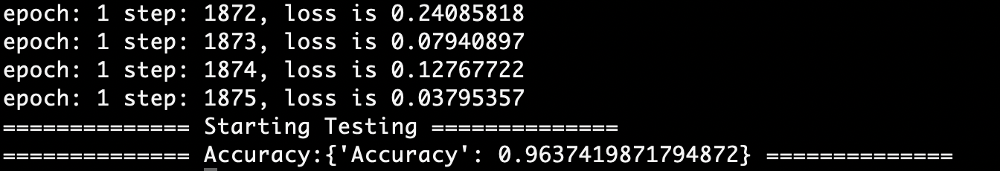 epoch: 1 step: 1872, loss is 0.24085818
epoch: 1 step: 1873, loss is 0.07940897
epoch: 1 step: 1874, loss is 0.12767722
epoch: 1 step: 1875, loss is 0.03795357
============== Starting Testing ==============
============== Accuracy:{'Accuracy': 0.9637419871794872} ==============